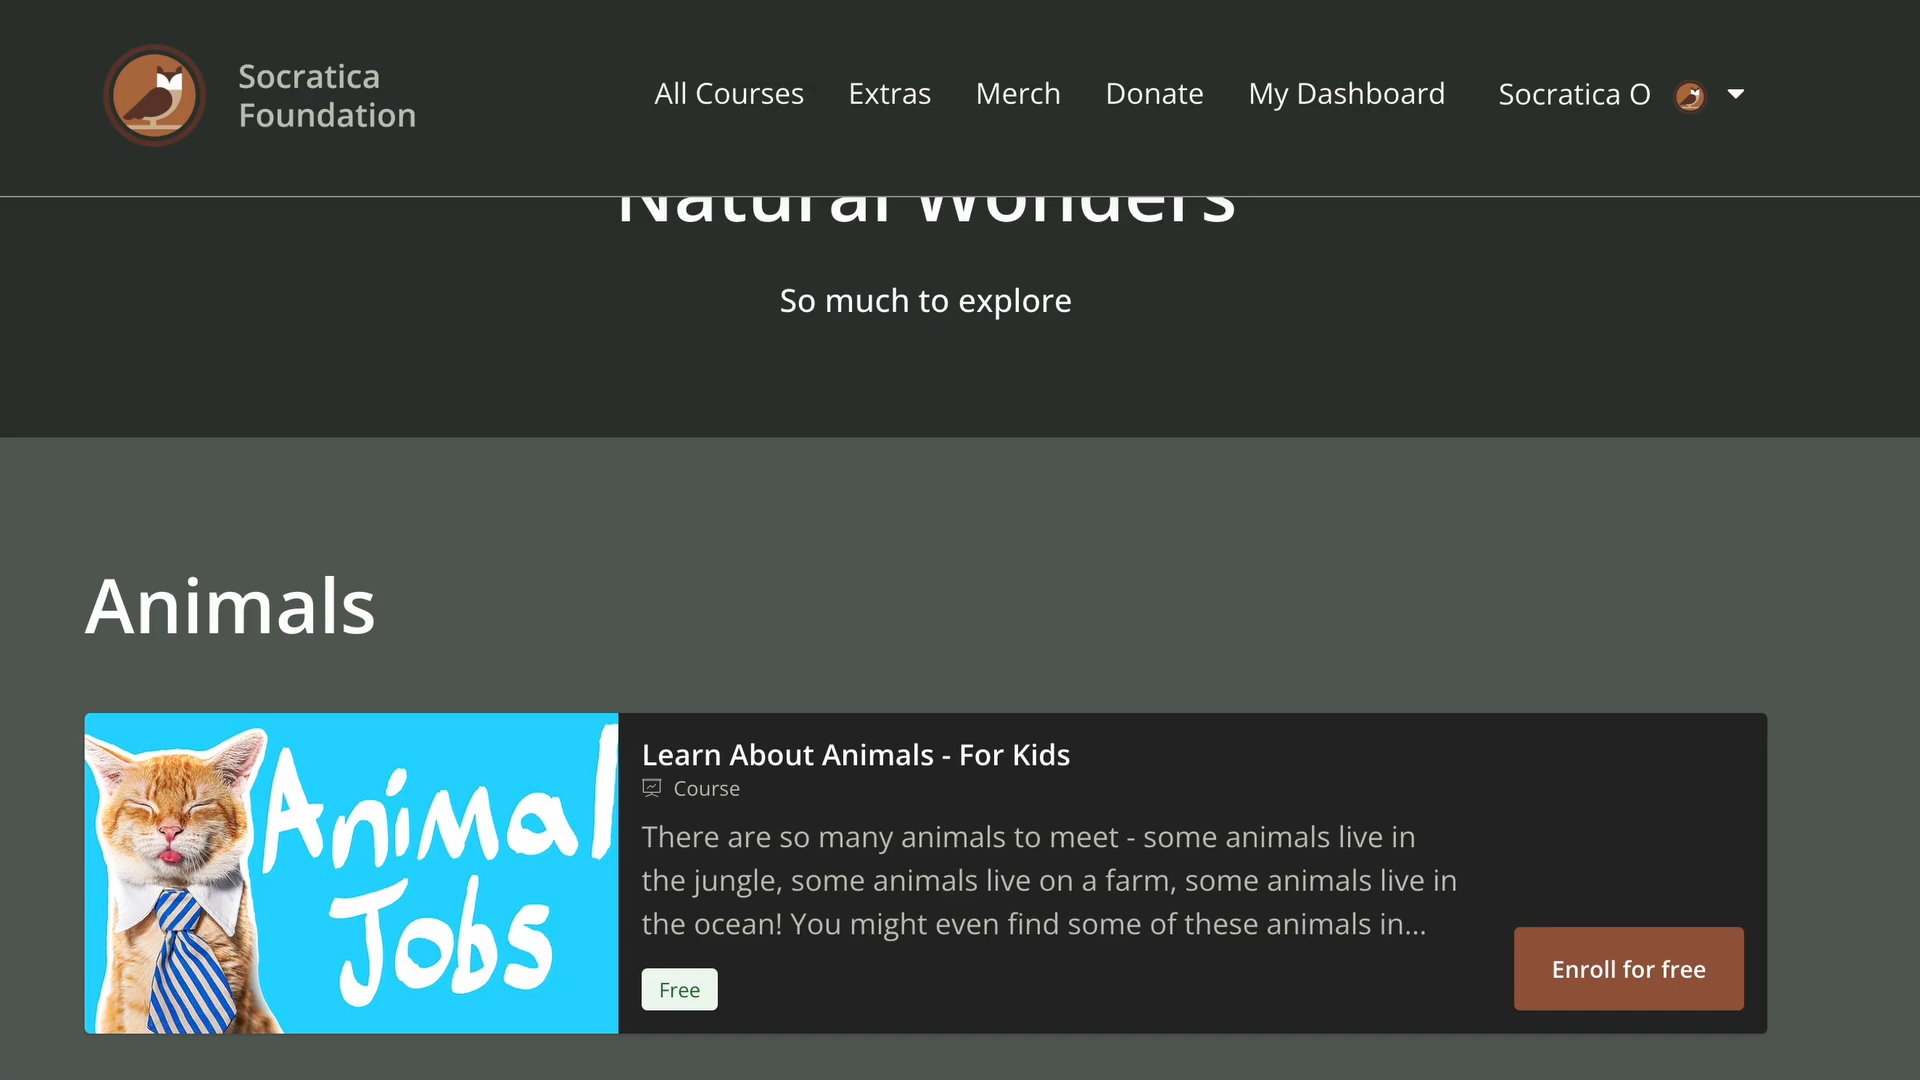 Socratica
Foundation
All Courses
Extras
Merch
Donate
My Dashboard
Socratica O
Natural Wonders
So much to explore
Animals
Animal
Jobs
Learn About Animals - For Kids
Course
There are so many animals to meet - some animals live in
the jungle, some animals live on a farm, some animals live in
the ocean! You might even find some of these animals in...
Free
Enroll for free